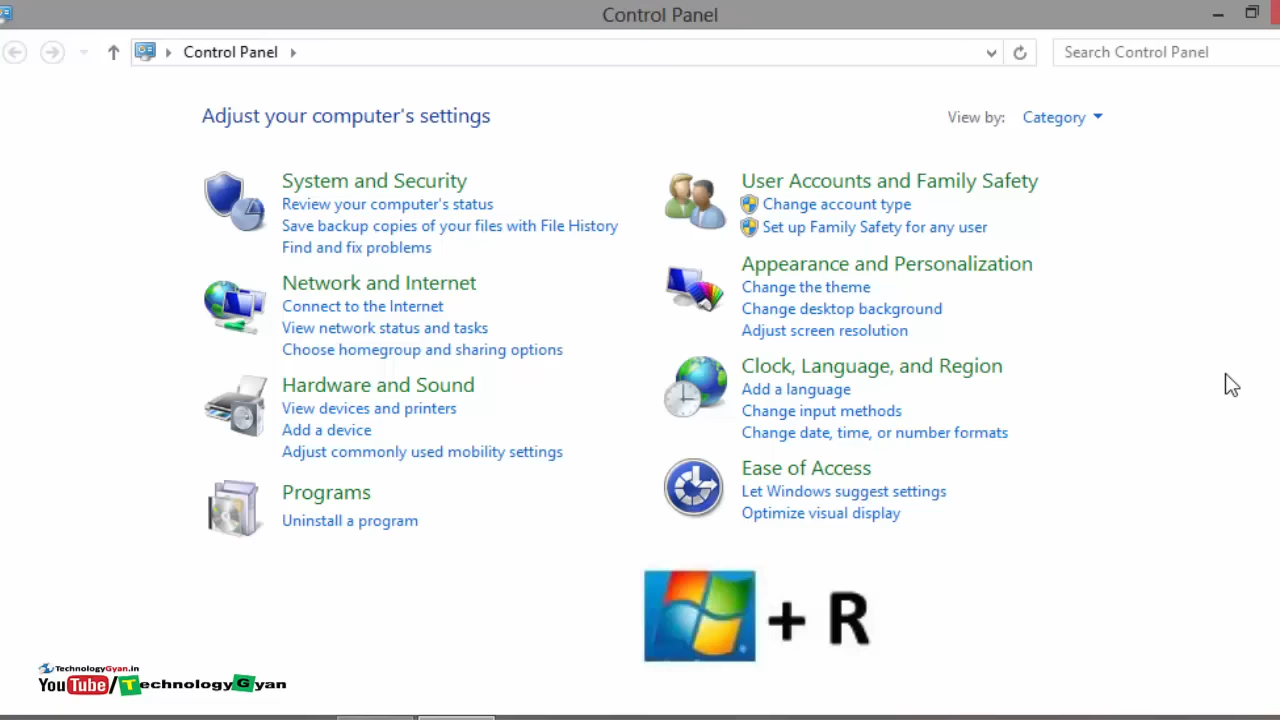 Control Panel
Control Panel
Search Control Panel
Adjust your computer's settings
View by: Category
System and Security
Review your computer's status
Save backup copies of your files with File History
Find and fix problems
Network and Internet
Connect to the Internet
View network status and tasks
Choose homegroup and sharing options
Hardware and Sound
View devices and printers
Add a device
Adjust commonly used mobility settings
Programs
Uninstall a program
User Accounts and Family Safety
Change account type
Set up Family Safety for any user
Appearance and Personalization
Change the theme
Change desktop background
Adjust screen resolution
Clock, Language, and Region
Add a language
Change input methods
Change date, time, or number formats
Ease of Access
Let Windows suggest settings
Optimize visual display
+ R
TechnologyGyan.in
YouTube/TechnologyGyan